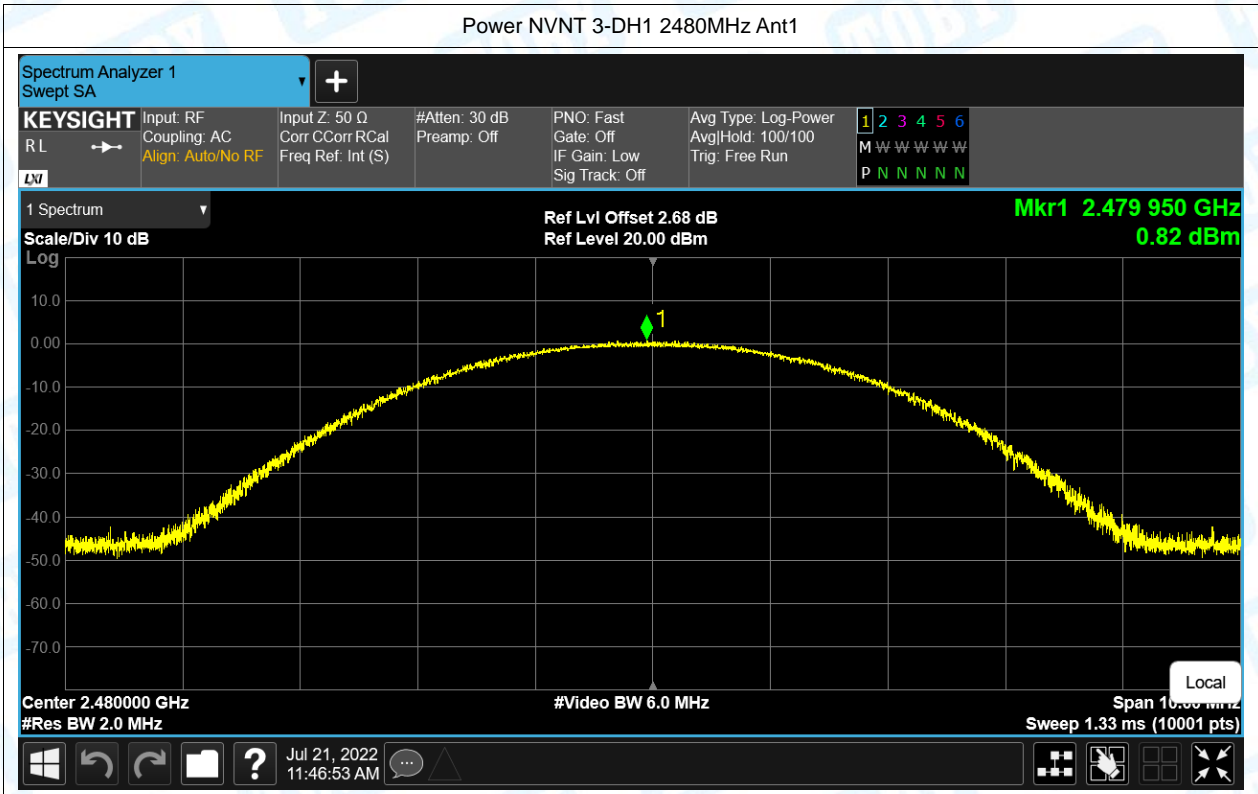 Power NVNT 3-DH1 2480MHz Ant1
Spectrum Analyzer 1
Swept SA
KEYSIGHT
R L
LXI
Input: RF
Coupling: AC
Align: Auto/No RF
Input Z: 50 Ω
Corr CCorr RCal
Freq Ref: Int (S)
#Atten: 30 dB
Preamp: Off
PNO: Fast
Gate: Off
IF Gain: Low
Sig Track: Off
Avg Type: Log-Power
Avg|Hold: 100/100
Trig: Free Run
1 2 3 4 5 6
M W W W W W
P N N N N N
1 Spectrum
Scale/Div 10 dB
Log
Ref Lvl Offset 2.68 dB
Ref Level 20.00 dBm
Mkr1 2.479 950 GHz
0.82 dBm
1
10.0
0.00
-10.0
-20.0
-30.0
-40.0
-50.0
-60.0
-70.0
Center 2.480000 GHz
#Res BW 2.0 MHz
#Video BW 6.0 MHz
Span 10.00 MHz
Sweep 1.33 ms (10001 pts)
Local
?
Jul 21, 2022
11:46:53 AM